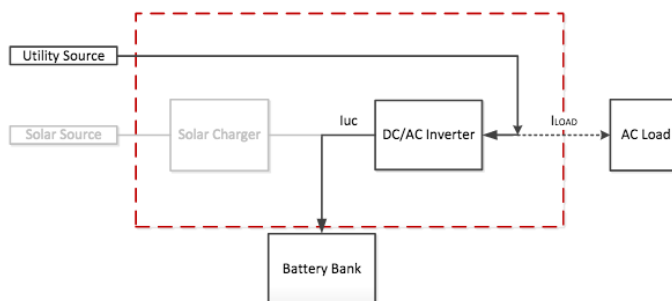 Utility Source
Solar Source
Solar Charger
Iuc
DC/AC Inverter
ILOAD
AC Load
Battery Bank